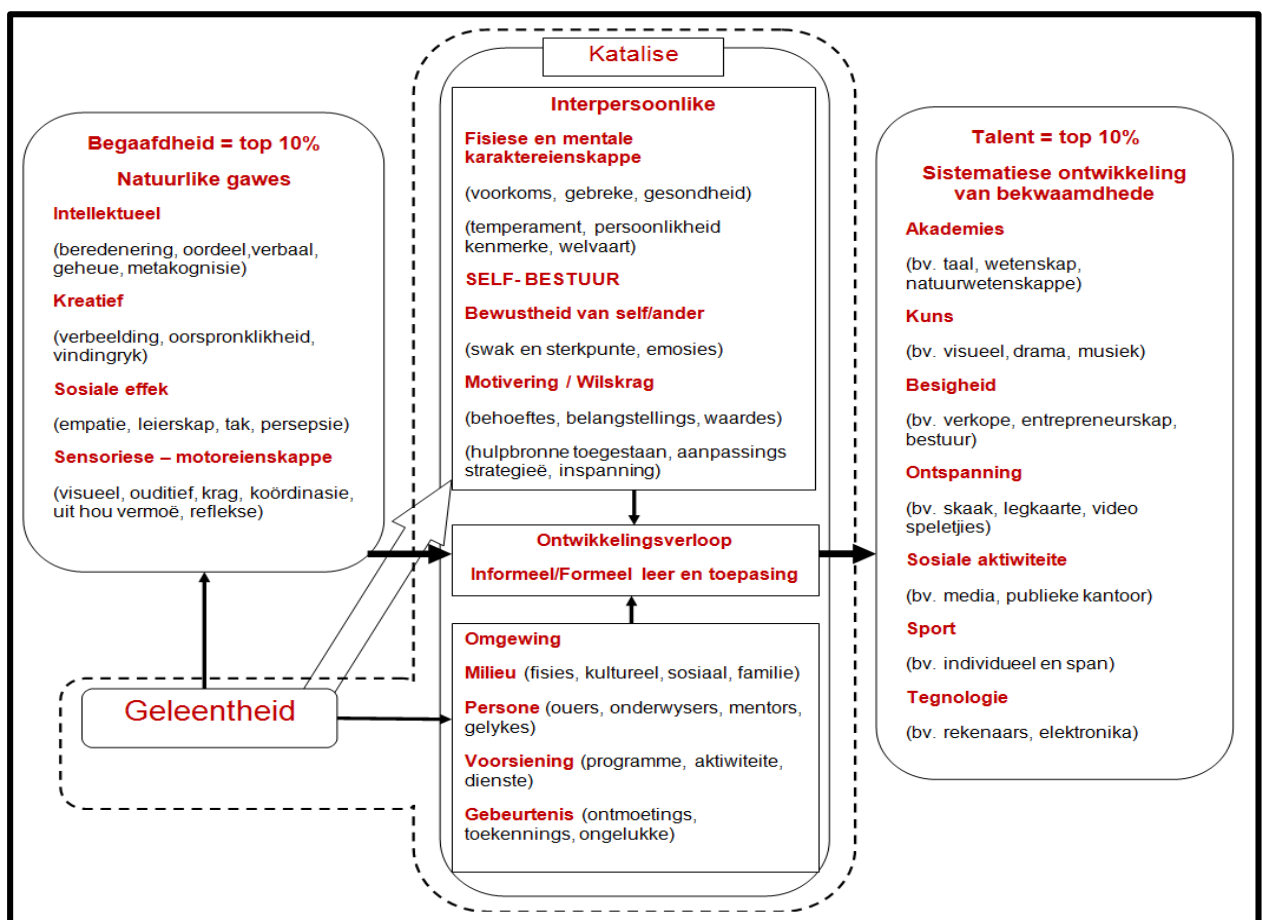 Katalise
Begaafdheid = top 10%
Natuurlike gawes
Intellektueel
(beredenering, oordeel,verbaal,
geheue, metakognisie)
Kreatief
(verbeelding, oorspronklikheid,
vindingryk)
Sosiale effek
(empatie, leierskap, tak, persepsie)
Sensoriese – motoreienskappe
(visueel, ouditief, krag, koördinasie,
uit hou vermoë, reflekse)
Geleentheid
Interpersoonlike
Fisiese en mentale
karaktereienskappe
(voorkoms, gebreke, gesondheid)
(temperament, persoonlikheid
kenmerke, welvaart)
SELF- BESTUUR
Bewustheid van self/ander
(swak en sterkpunte, emosies)
Motivering / Wilskrag
(behoeftes, belangstellings, waardes)
(hulpbronne toegestaan, aanpassings
strategieë, inspanning)
Ontwikkelingsverloop
Informeel/Formeel leer en toepasing
Omgewing
Milieu (fisies, kultureel, sosiaal, familie)
Persone (ouers, onderwysers, mentors,
gelykes)
Voorsiening (programme, aktiwiteite,
dienste)
Gebeurtenis (ontmoetings,
toekennings, ongelukke)
Talent = top 10%
Sistematiese ontwikkeling
van bekwaamdhede
Akademies
(bv. taal, wetenskap,
natuurwetenskappe)
Kuns
(bv. visueel, drama, musiek)
Besigheid
(bv. verkope, entrepreneurskap,
bestuur)
Ontspanning
(bv. skaak, legkaarte, video
speletjies)
Sosiale aktiwiteite
(bv. media, publieke kantoor)
Sport
(bv. individueel en span)
Tegnologie
(bv. rekenaars, elektronika)